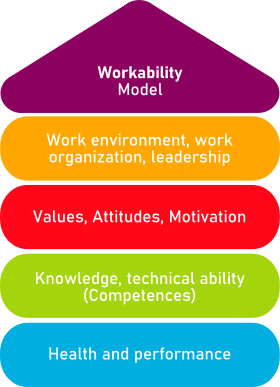 Workability
Model
Work environment, work
organization, leadership
Values, Attitudes, Motivation
Knowledge, technical ability
(Competences)
Health and performance